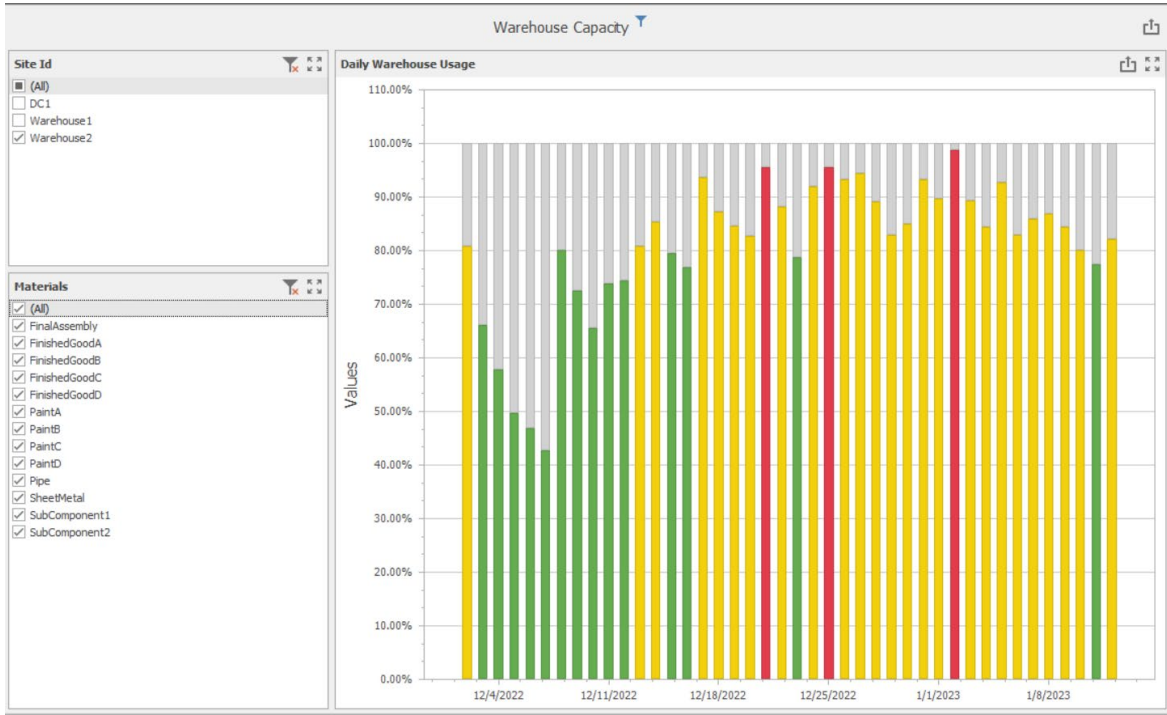 Warehouse Capacity
Site Id
(All)
DC1
Warehouse1
Warehouse2
Materials
(All)
FinalAssembly
FinishedGoodA
FinishedGoodB
FinishedGoodC
FinishedGoodD
PaintA
PaintB
PaintC
PaintD
Pipe
SheetMetal
SubComponent1
SubComponent2
Daily Warehouse Usage
Values
110.00%
100.00%
90.00%
80.00%
70.00%
60.00%
50.00%
40.00%
30.00%
20.00%
10.00%
0.00%
12/4/2022 12/11/2022 12/18/2022 12/25/2022 1/1/2023 1/8/2023